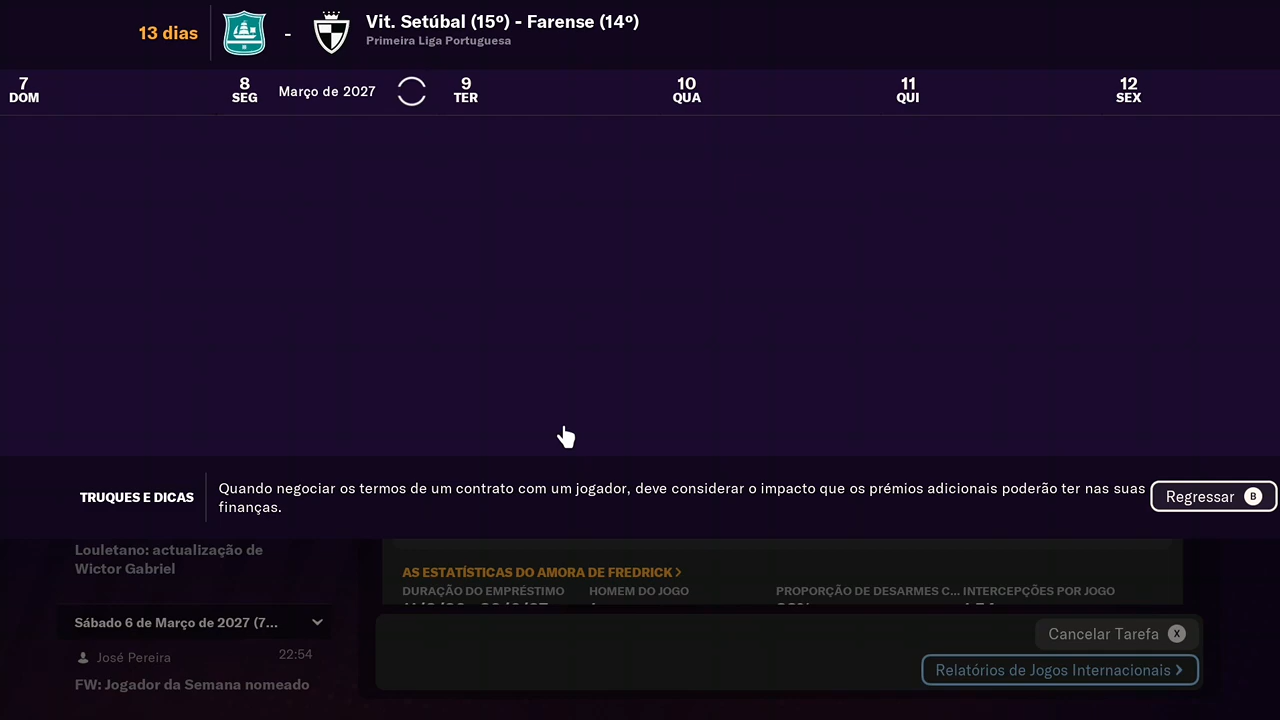 13 dias
-
Vit. Setúbal (15º) - Farense (14º)
Primeira Liga Portuguesa
7
DOM
8
SEG
Março de 2027
9
TER
10
QUA
11
QUI
12
SEX
TRUQUES E DICAS
Quando negociar os termos de um contrato com um jogador, deve considerar o impacto que os prémios adicionais poderão ter nas suas
finanças.
Regressar B
Louletano: actualização de
Wictor Gabriel
AS ESTATÍSTICAS DO AMORA DE FREDRICK >
DURAÇÃO DO EMPRÉSTIMO
HOMEM DO JOGO
PROPORÇÃO DE DESARMES C...
INTERCEPÇÕES POR JOGO
Sábado 6 de Março de 2027 (7...
José Pereira
22:54
FW: Jogador da Semana nomeado
Cancelar Tarefa X
Relatórios de Jogos Internacionais >